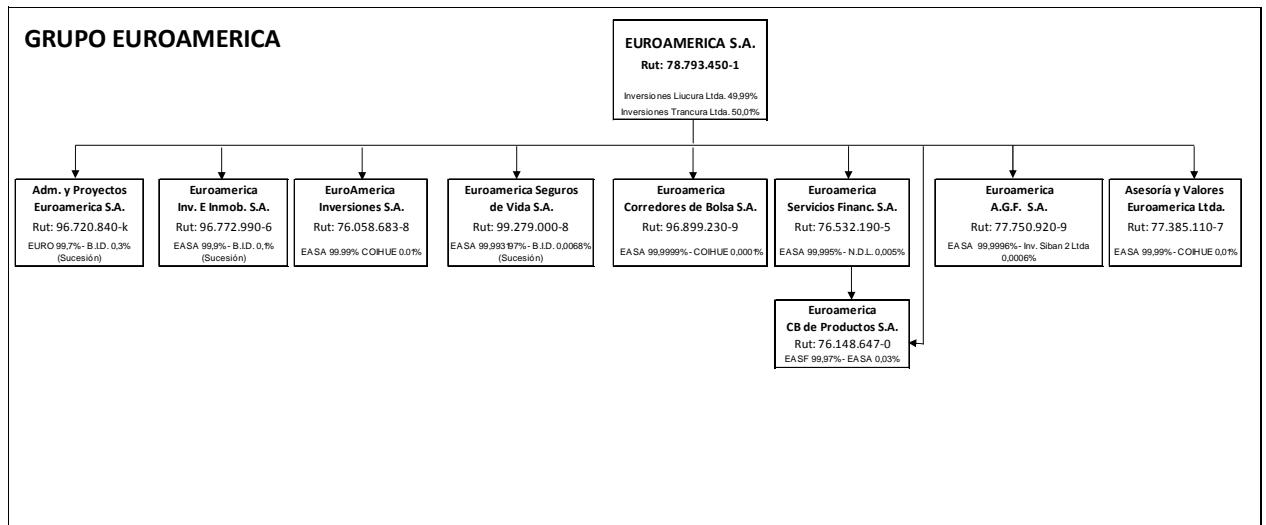 GRUPO EUROAMERICA
EUROAMERICA S.A.
Rut: 78.793.450-1
Inversiones Liucura Ltda. 49,99%
Inversiones Trancura Ltda. 50,01%
Adm. y Proyectos
Euroamerica S.A.
Rut: 96.720.840-k
EURO 99,7%- B.I.D. 0,3%
(Sucesión)
Euroamerica
Inv. E Inmob. S.A.
Rut: 96.772.990-6
EASA 99,9%- B.I.D. 0,1%
(Sucesión)
EuroAmerica
Inversiones S.A.
Rut: 76.058.683-8
EASA 99.99% COIHUE 0.01%
Euroamerica Seguros
de Vida S.A.
Rut: 99.279.000-8
EASA 99,993197%- B.I.D. 0,0068%
(Sucesión)
Euroamerica
Corredores de Bolsa S.A.
Rut: 96.899.230-9
EASA 99,9999%- COIHUE 0,0001%
Euroamerica
Servicios Financ. S.A.
Rut: 76.532.190-5
EASA 99,995%- N.D.L. 0,005%
Euroamerica
A.G.F. S.A.
Rut: 77.750.920-9
EASA 99,9996%- Inv. Siban 2 Ltda
0,0006%
Asesoría y Valores
Euroamerica Ltda.
Rut: 77.385.110-7
EASA 99,99%- COIHUE 0,01%
Euroamerica
CB de Productos S.A.
Rut: 76.148.647-0
EASF 99,97%- EASA 0,03%